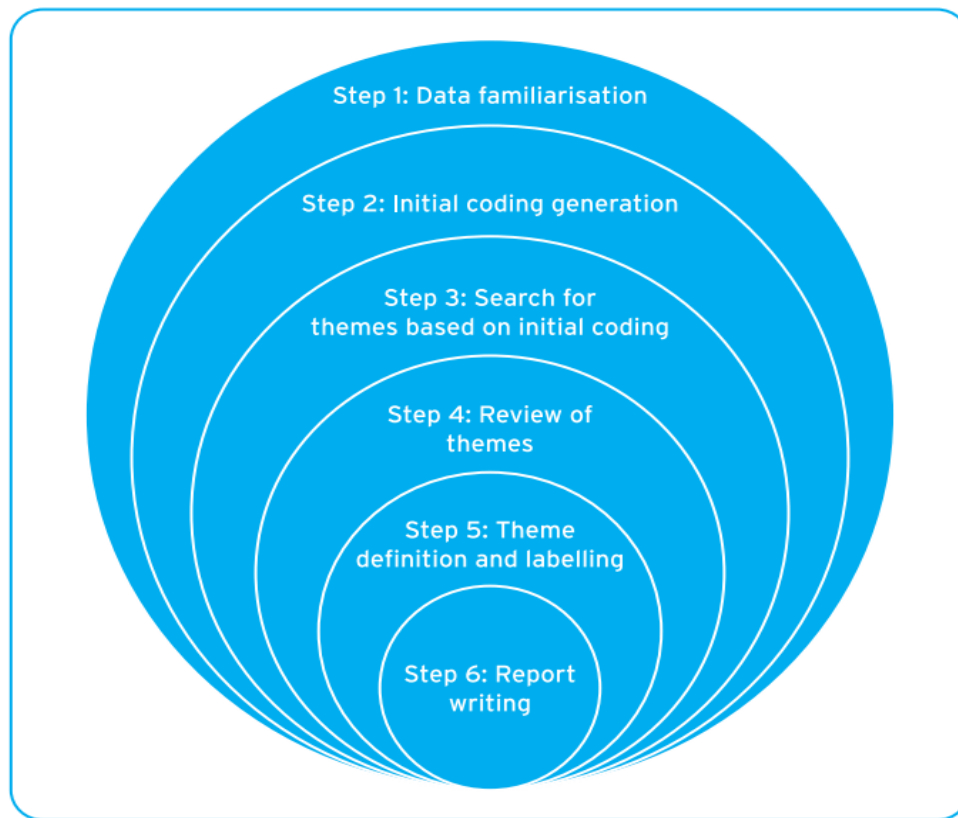 Step 1: Data familiarisation
Step 2: Initial coding generation
Step 3: Search for
themes based on initial coding
Step 4: Review of
themes
Step 5: Theme
definition and labelling
Step 6: Report
writing